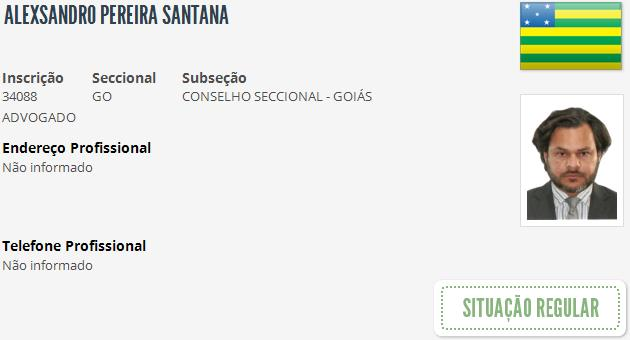 ALEXSANDRO PEREIRA SANTANA
Inscrição Seccional Subseção
34088 GO CONSELHO SECCIONAL - GOIÁS
ADVOGADO
Endereço Profissional
Não informado
Telefone Profissional
Não informado
SITUAÇÃO REGULAR